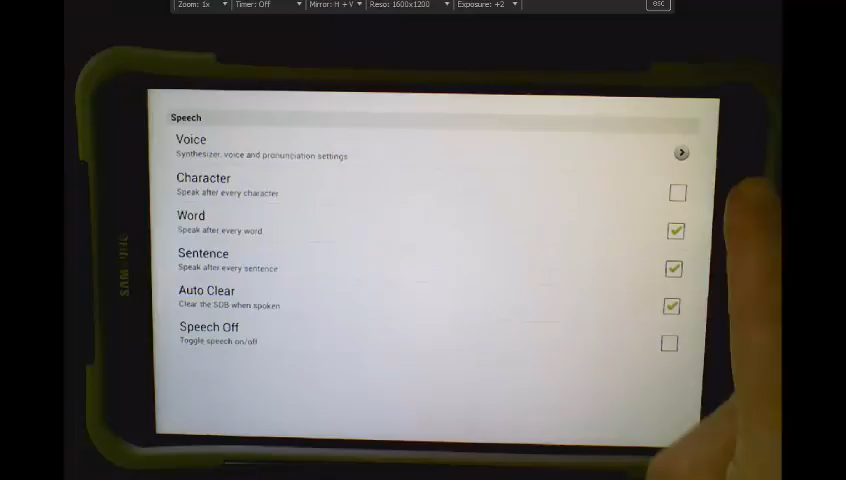 Zoom: 1x Timer: Off Mirror: H + V Reso: 1600x1200 Exposure: +2 esc
Speech
Voice
Synthesizer, voice and pronunciation settings
Character
Speak after every character
Word
Speak after every word
Sentence
Speak after every sentence
Auto Clear
Clear the SDB when spoken
Speech Off
Toggle speech on/off
SAMSUNG